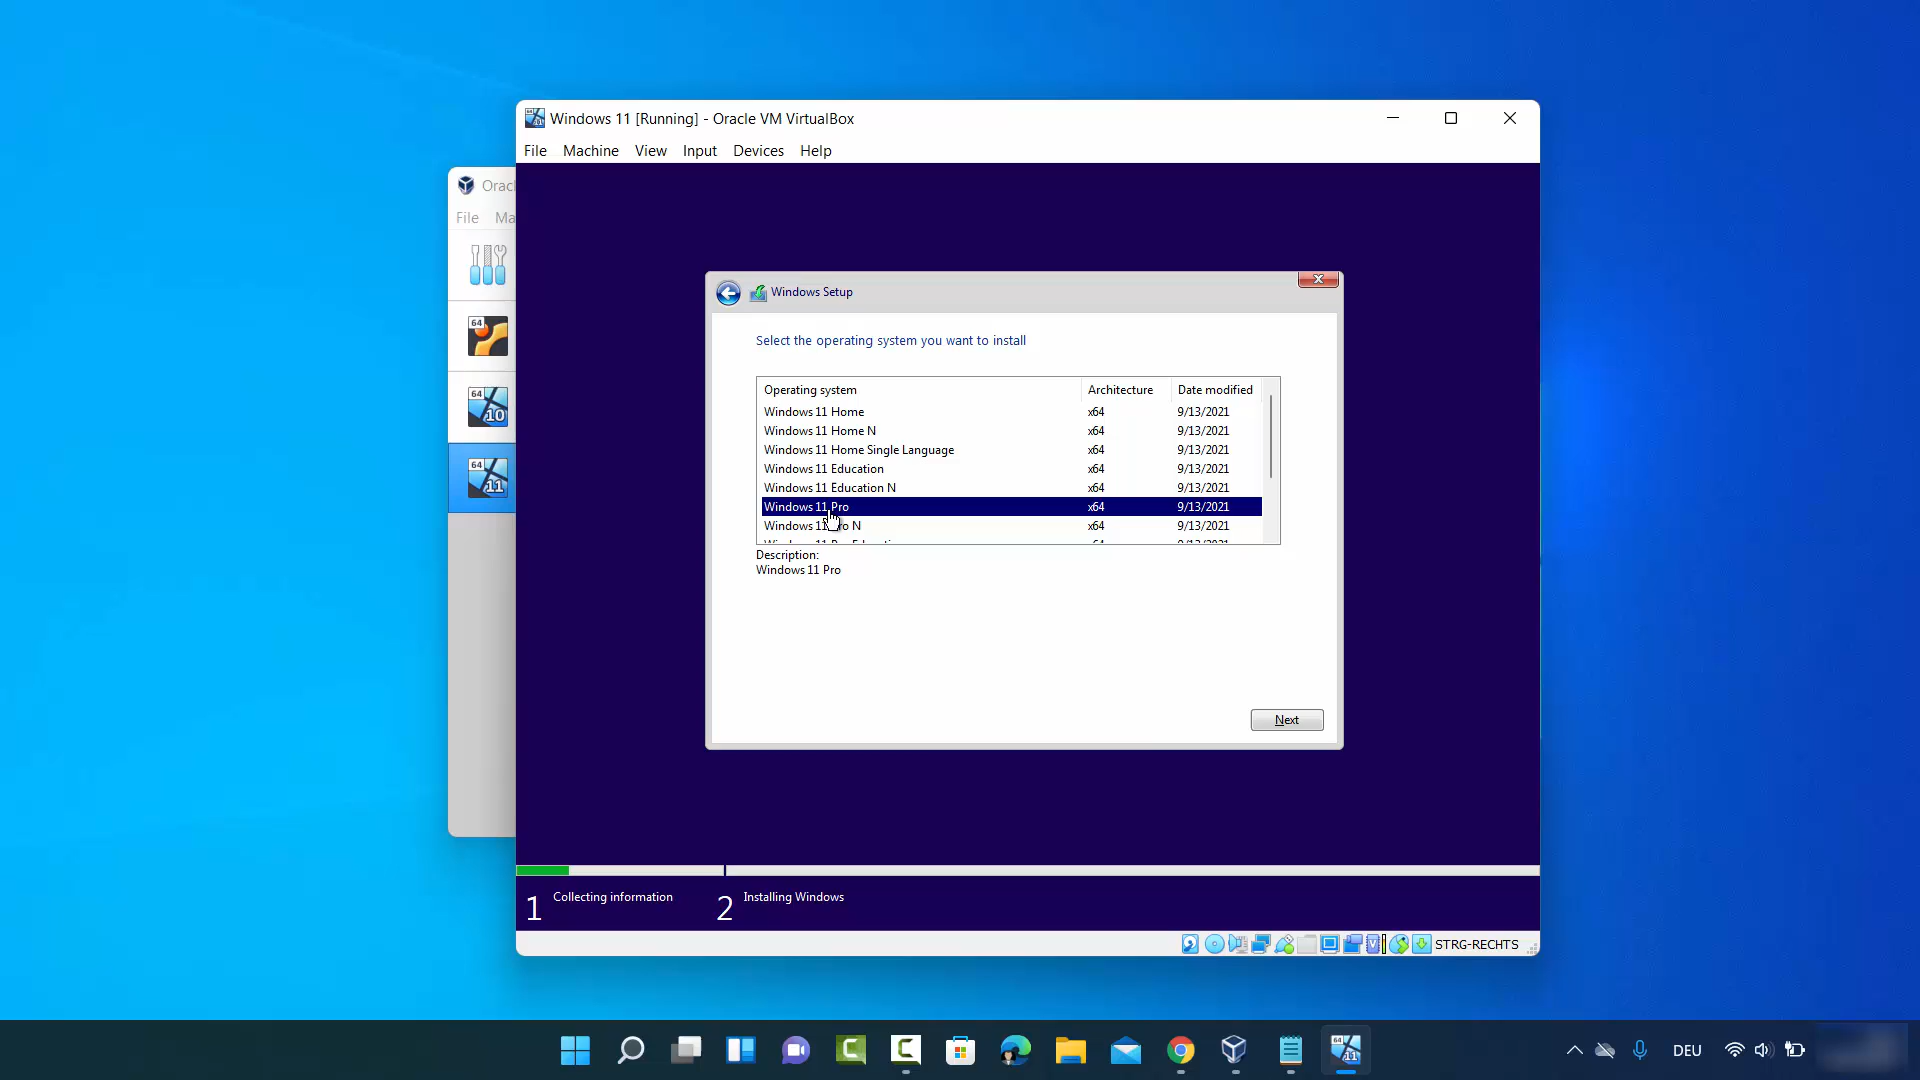 Windows 11 [Running] - Oracle VM VirtualBox
File Machine View Input Devices Help
Orac
File Ma
64
64
10
64
11
Windows Setup
Select the operating system you want to install
Operating system Architecture Date modified
Windows 11 Home x64 9/13/2021
Windows 11 Home N x64 9/13/2021
Windows 11 Home Single Language x64 9/13/2021
Windows 11 Education x64 9/13/2021
Windows 11 Education N x64 9/13/2021
Windows 11 Pro x64 9/13/2021
Windows 11 Pro N x64 9/13/2021
Description:
Windows 11 Pro
Next
1 Collecting information 2 Installing Windows
STRG-RECHTS
64
11
DEU